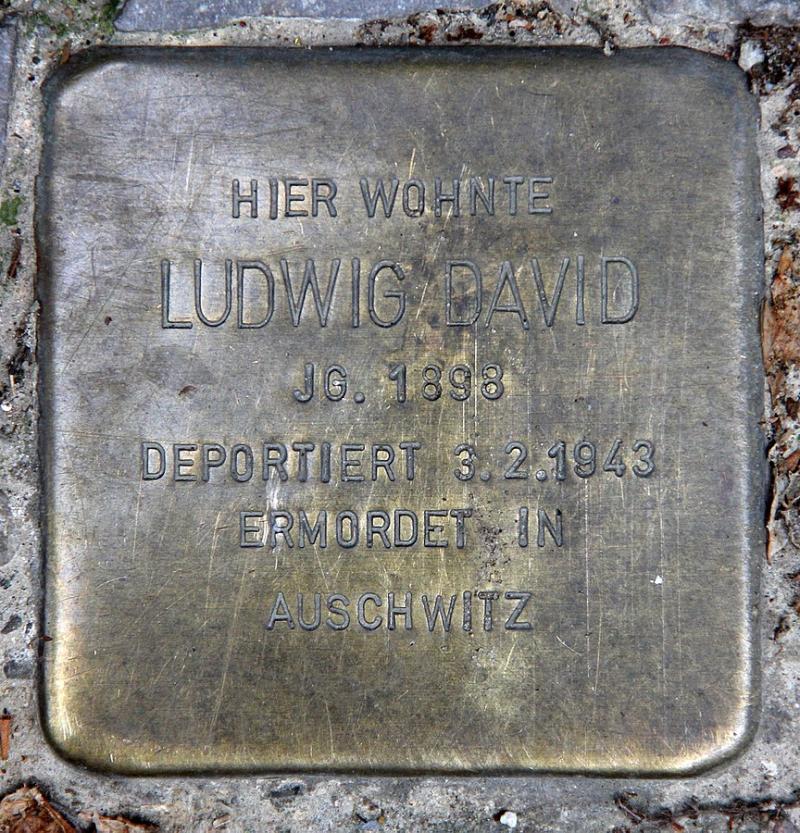 HIER WOHNTE
LUDWIG DAVID
JG. 1898
DEPORTIERT 3.2.1943
ERMORDET IN
AUSCHWITZ